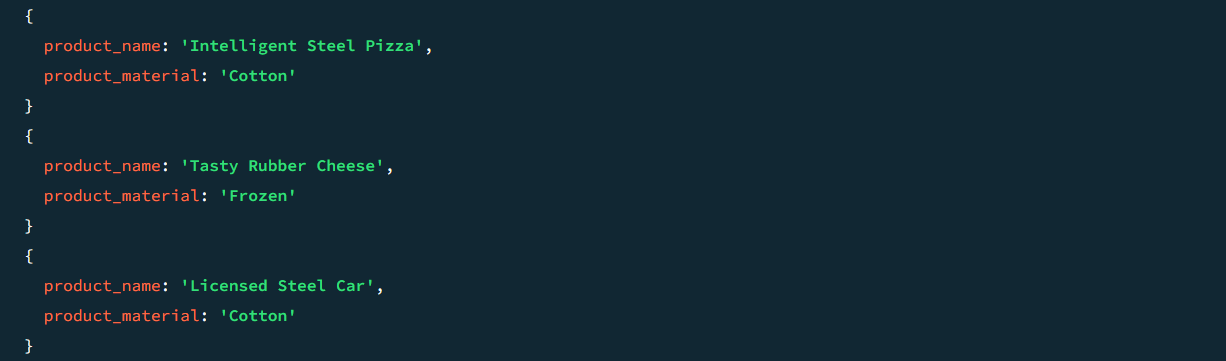 {
  product_name: 'Intelligent Steel Pizza',
  product_material: 'Cotton'
}
{
  product_name: 'Tasty Rubber Cheese',
  product_material: 'Frozen'
}
{
  product_name: 'Licensed Steel Car',
  product_material: 'Cotton'
}